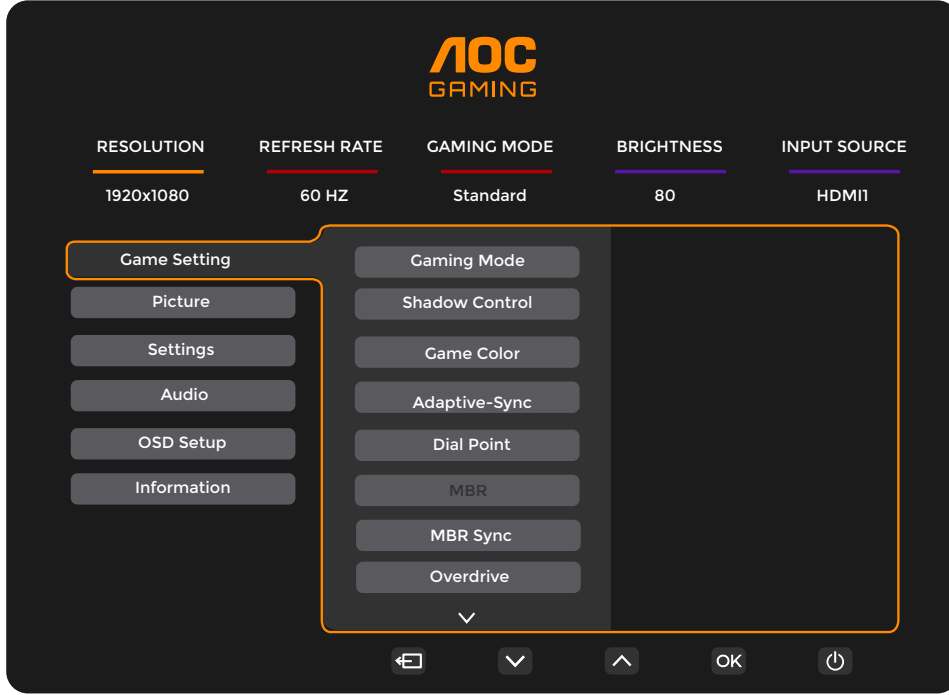 AOC
GAMING
RESOLUTION REFRESH RATE GAMING MODE BRIGHTNESS INPUT SOURCE
1920x1080 60 HZ Standard 80 HDMI1
Game Setting
Picture
Settings
Audio
OSD Setup
Information
Gaming Mode
Shadow Control
Game Color
Adaptive-Sync
Dial Point
MBR
MBR Sync
Overdrive
OK